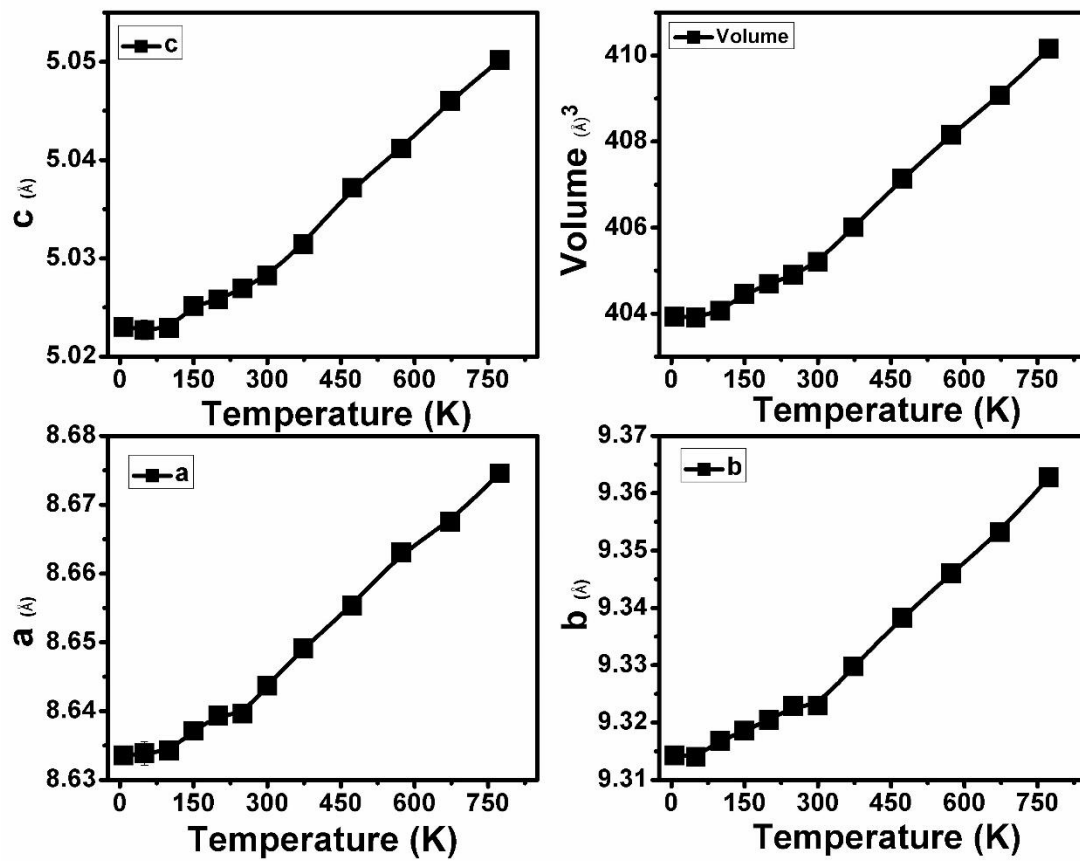 c
5.05
5.04
5.03
5.02
c (Å)
0 150 300 450 600 750
Temperature (K)
Volume
410
408
406
404
Volume (Å)³
0 150 300 450 600 750
Temperature (K)
a
8.68
8.67
8.66
8.65
8.64
8.63
a (Å)
0 150 300 450 600 750
Temperature (K)
b
9.37
9.36
9.35
9.34
9.33
9.32
9.31
b (Å)
0 150 300 450 600 750
Temperature (K)